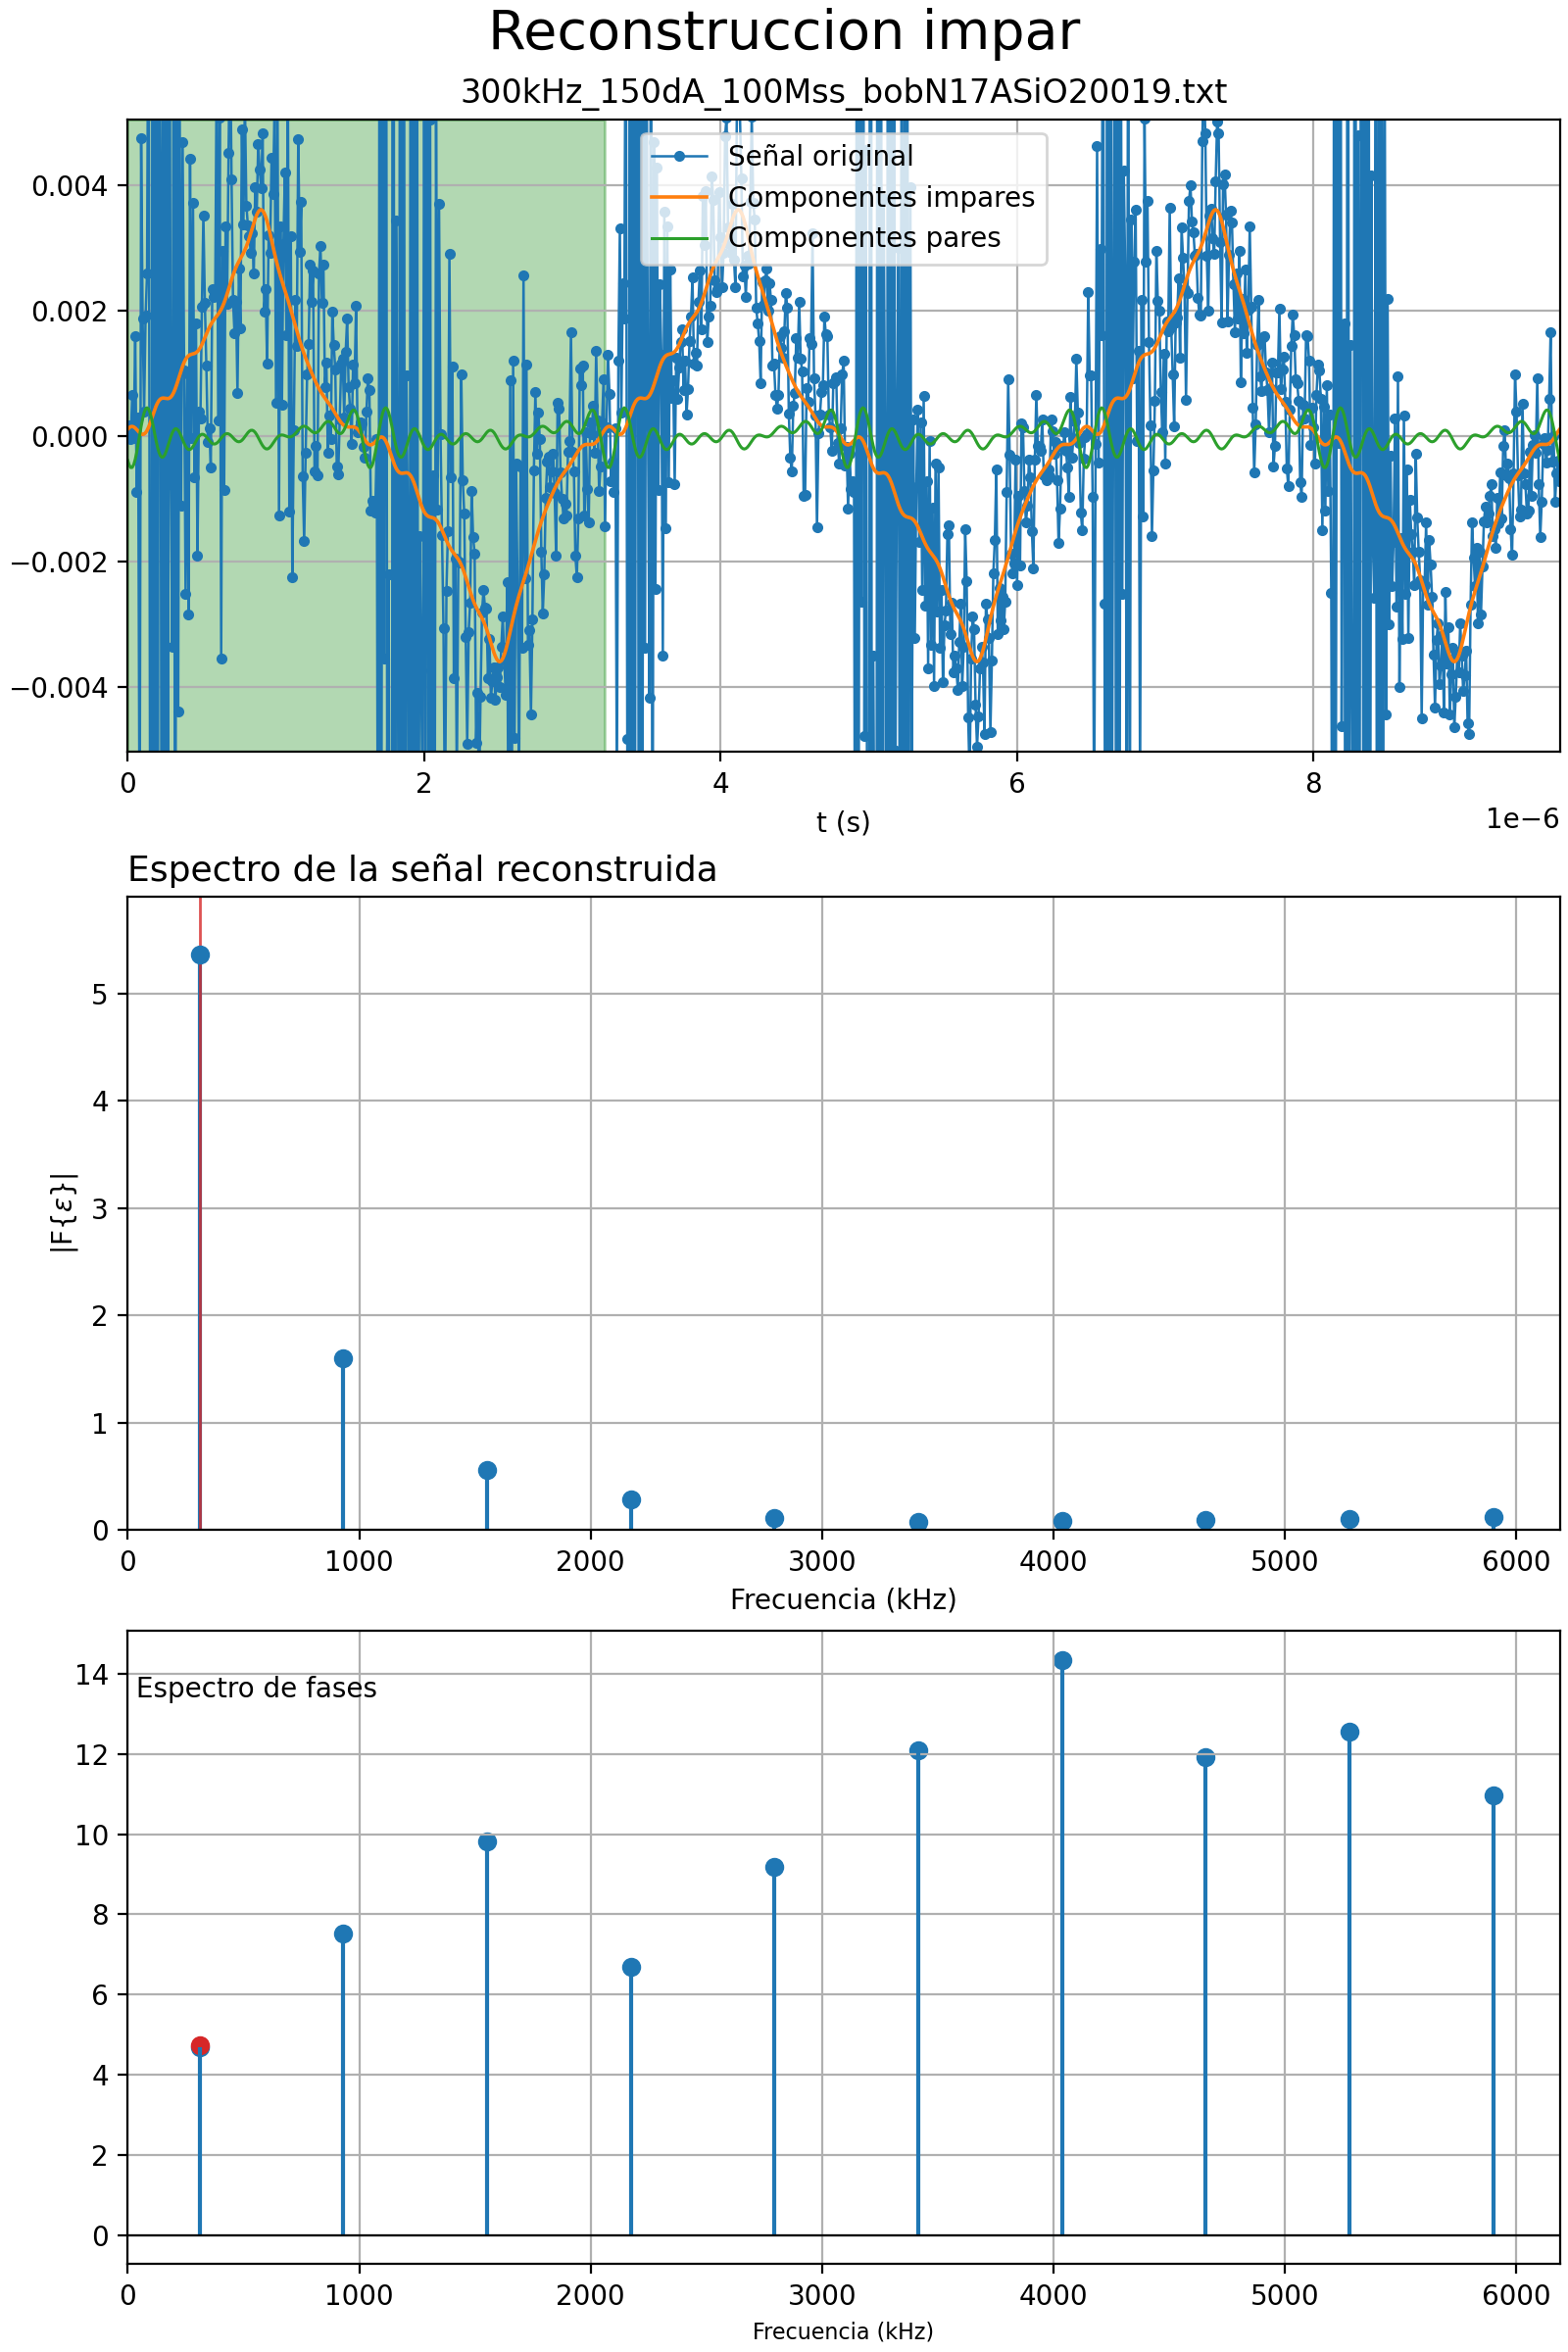 Reconstruccion impar
300kHz_150dA_100Mss_bobN17ASiO20019.txt
Señal original
Componentes impares
Componentes pares
0.004
0.002
0.000
−0.002
−0.004
0 2 4 6 8
1e−6
t (s)
Espectro de la señal reconstruida
5
4
3
2
1
0
|F{ε}|
0 1000 2000 3000 4000 5000 6000
Frecuencia (kHz)
Espectro de fases
14
12
10
8
6
4
2
0
0 1000 2000 3000 4000 5000 6000
Frecuencia (kHz)